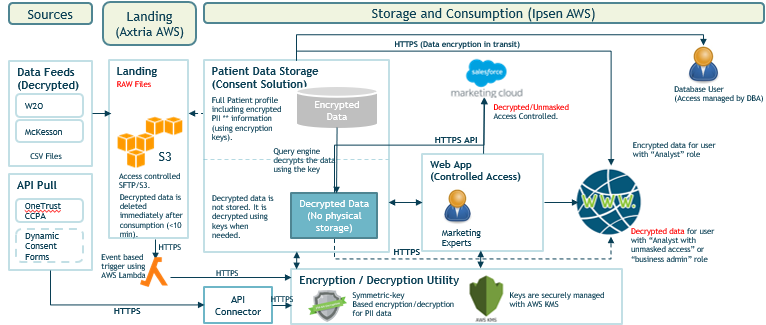 Sources
Landing
(Axtria AWS)
Storage and Consumption (Ipsen AWS)
Data Feeds
(Decrypted)
W2O
McKesson
CSV Files
API Pull
OneTrust
CCPA
Dynamic
Consent
Forms
Landing
RAW Files
S3
Access controlled
SFTP/S3.
Decrypted data is
deleted
immediately after
consumption (<10
min).
HTTPS
Event based
trigger using
AWS Lambda
HTTPS
HTTPS
API
Connector
HTTPS
Patient Data Storage
(Consent Solution)
Full Patient profile
including encrypted
PII ** information
(using encryption
keys).
Encrypted
Data
Query engine
decrypts the data
using the key
Decrypted data is
not stored. It is
decrypted using
keys when
needed.
Decrypted Data
(No physical
storage)
HTTPS (Data encryption in transit)
salesforce
marketing cloud
Decrypted/Unmasked
Access Controlled.
HTTPS API
Web App
(Controlled Access)
Marketing
Experts
HTTPS
Database User
(Access managed by DBA)
Encrypted data for user
with “Analyst” role
WWW.
Decrypted data for user
with “Analyst with
unmasked access” or
“business admin” role
Encryption / Decryption Utility
Symmetric-key
Based encryption/decryption
for PII data
AWS KMS
Keys are securely managed
with AWS KMS